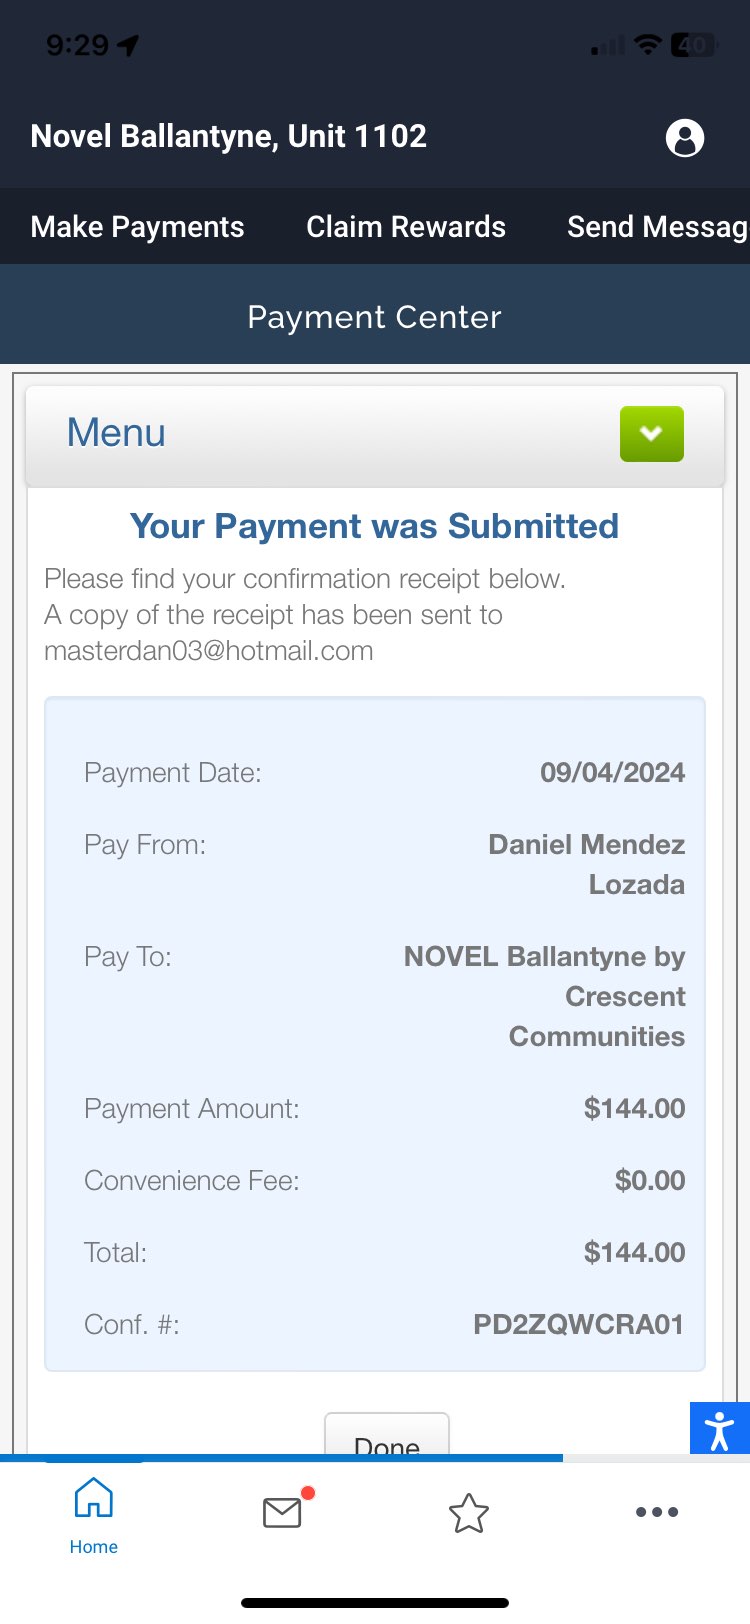 9:29
40
Novel Ballantyne, Unit 1102
Make Payments Claim Rewards Send Messag
Payment Center
Menu
Your Payment was Submitted
Please find your confirmation receipt below.
A copy of the receipt has been sent to
masterdan03@hotmail.com
Payment Date: 09/04/2024
Pay From: Daniel Mendez
Lozada
Pay To: NOVEL Ballantyne by
Crescent
Communities
Payment Amount: $144.00
Convenience Fee: $0.00
Total: $144.00
Conf. #: PD2ZQWCRA01
Done
Home